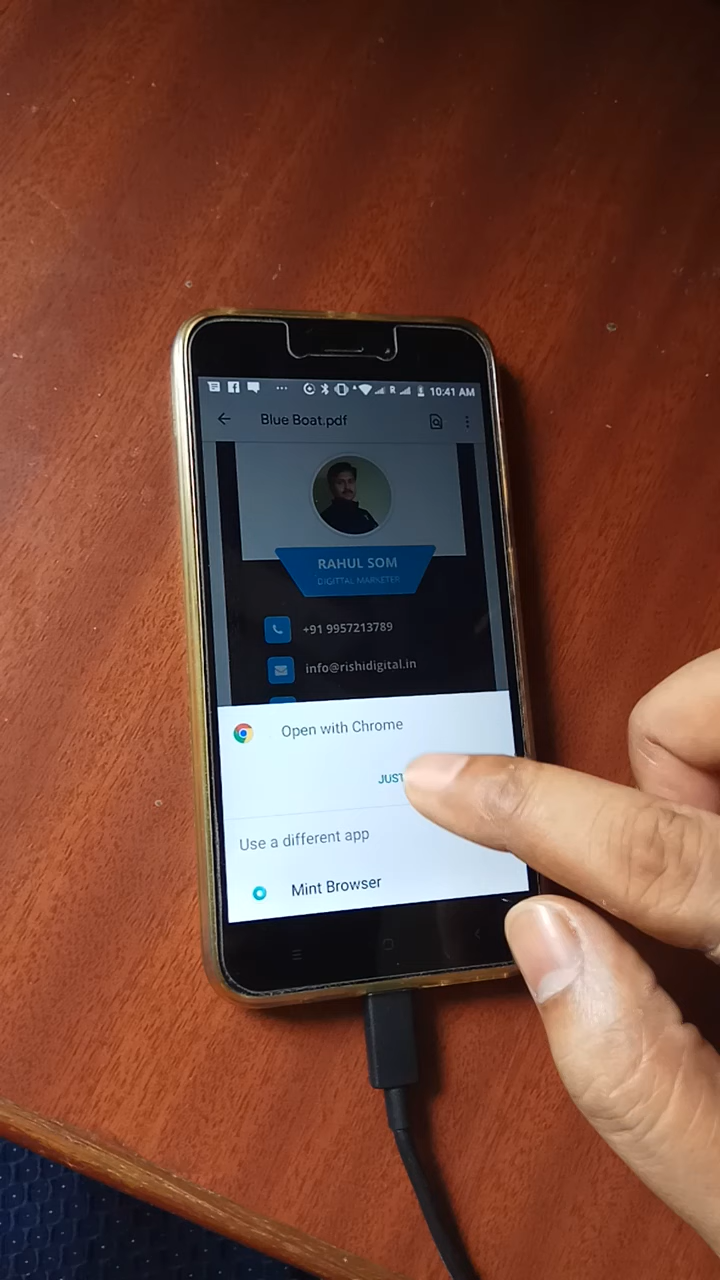 R 10:41 AM
Blue Boat.pdf
RAHUL SOM
DIGITTAL MARKETER
+91 9957213789
info@rishidigital.in
Open with Chrome
JUST
Use a different app
Mint Browser